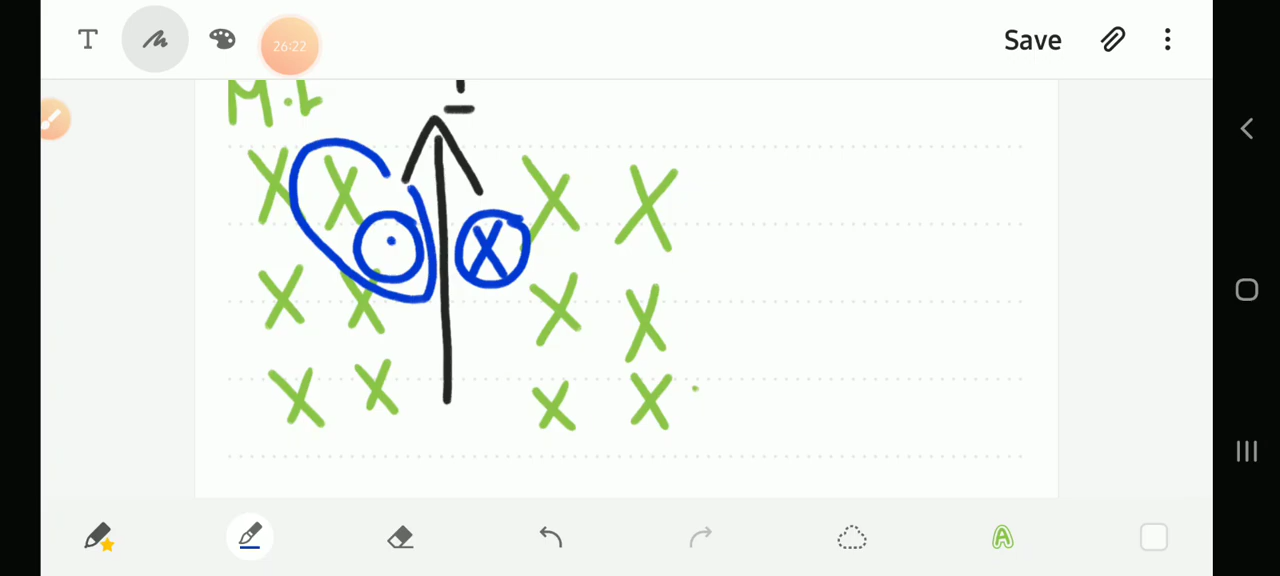 T
26:22
Save
M.L
I
X X X X
X
X X X X
X X X X
A